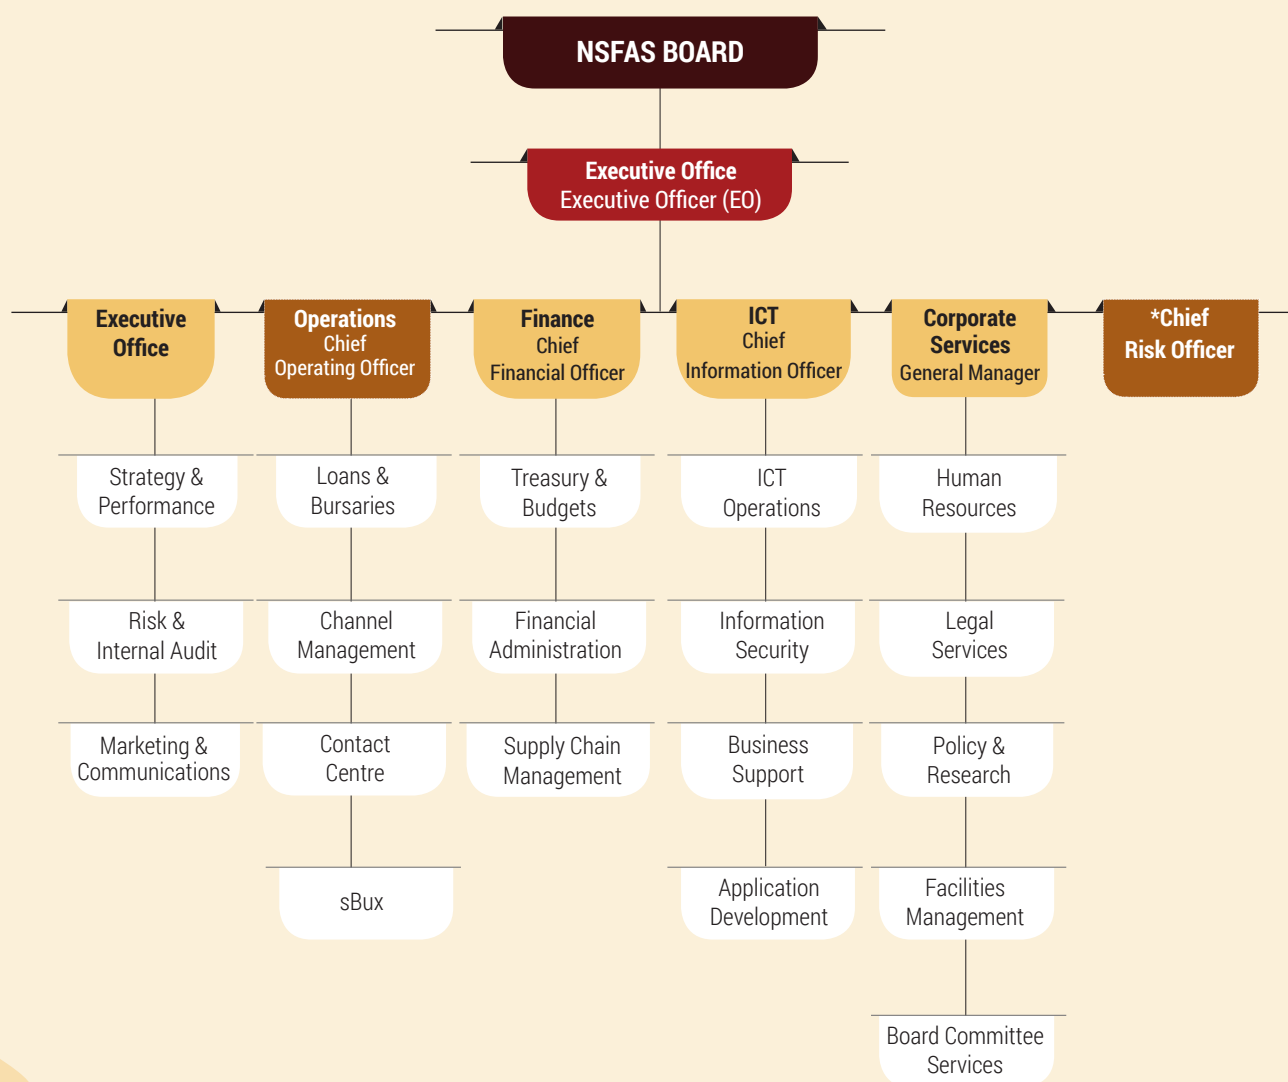 NSFAS BOARD
Executive Office
Executive Officer (EO)
Executive
Office
Operations
Chief
Operating Officer
Finance
Chief
Financial Officer
ICT
Chief
Information Officer
Corporate
Services
General Manager
*Chief
Risk Officer
Strategy &
Performance
Loans &
Bursaries
Treasury &
Budgets
ICT
Operations
Human
Resources
Risk &
Internal Audit
Channel
Management
Financial
Administration
Information
Security
Legal
Services
Marketing &
Communications
Contact
Centre
Supply Chain
Management
Business
Support
Policy &
Research
sBux
Application
Development
Facilities
Management
Board Committee
Services